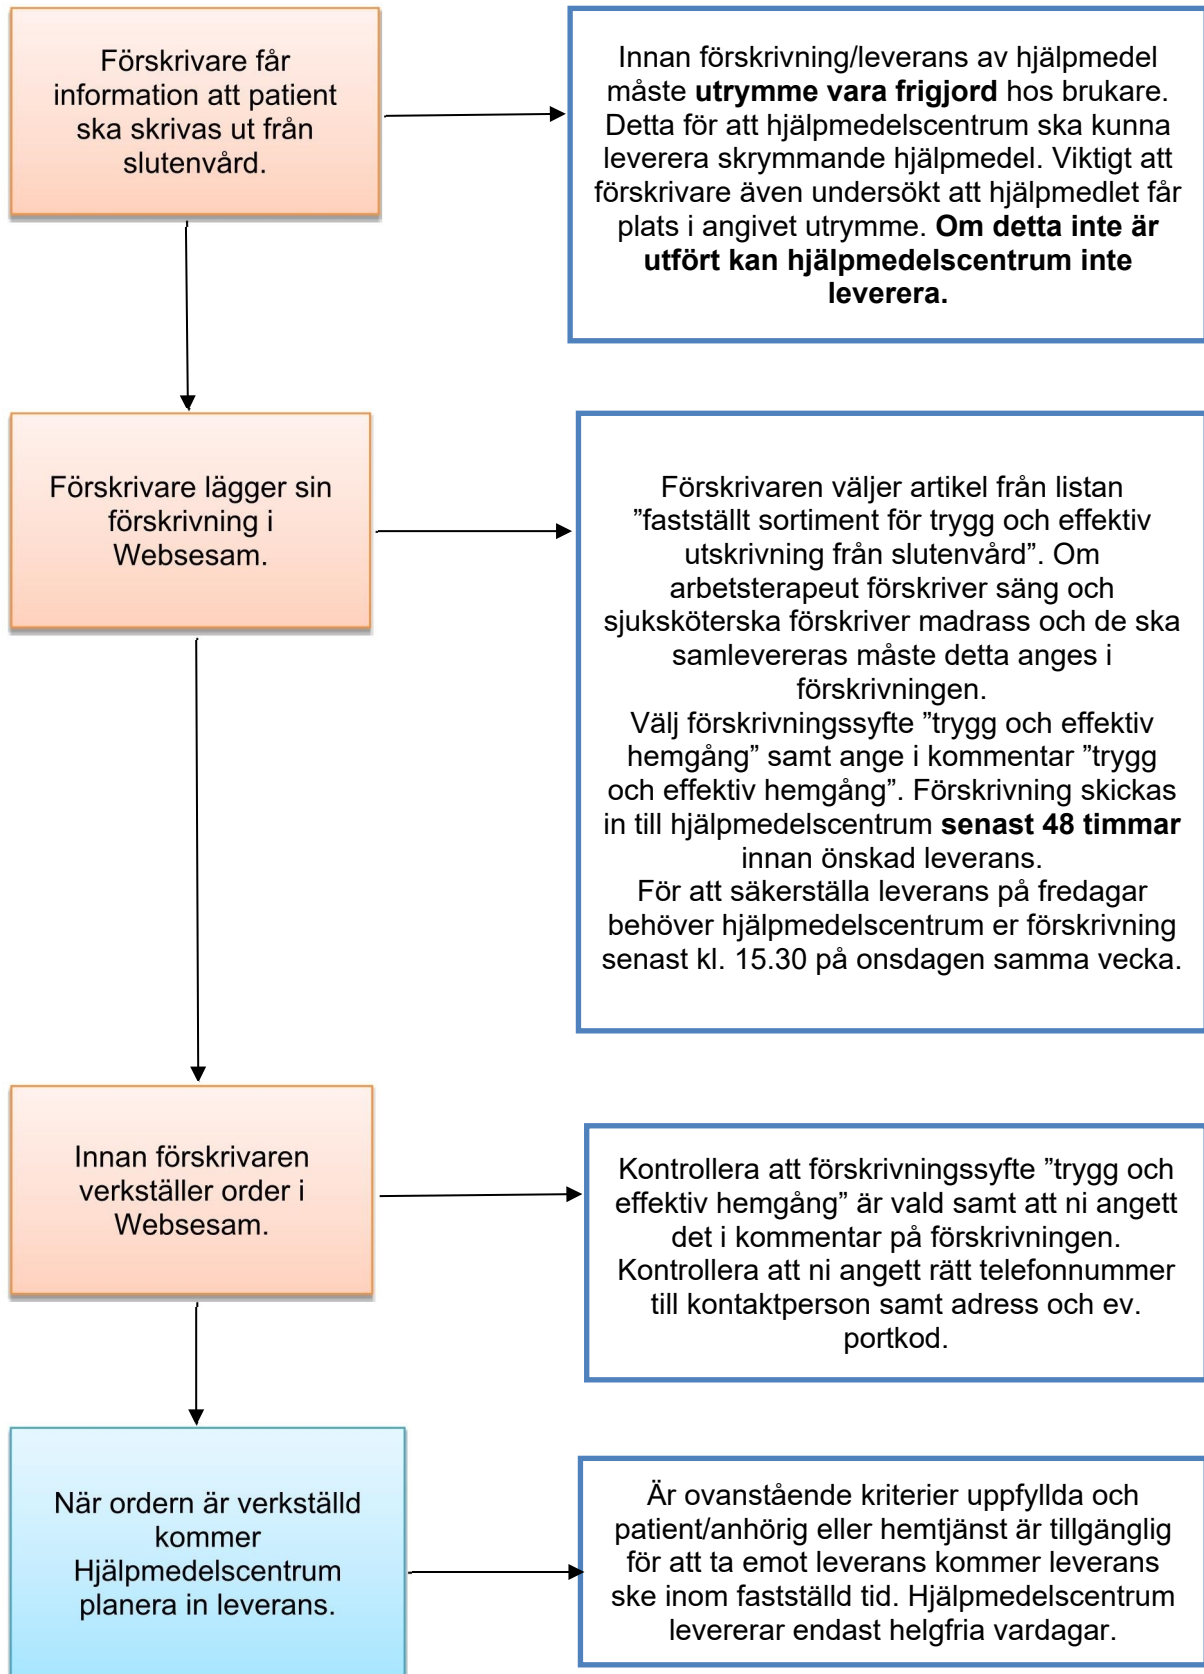 Förskrivare får
information att patient
ska skrivas ut från
slutenvård.
Innan förskrivning/leverans av hjälpmedel
måste utrymme vara frigjord hos brukare.
Detta för att hjälpmedelscentrum ska kunna
leverera skrymmande hjälpmedel. Viktigt att
förskrivare även undersökt att hjälpmedlet får
plats i angivet utrymme. Om detta inte är
utfört kan hjälpmedelscentrum inte
leverera.
Förskrivare lägger sin
förskrivning i
Websesam.
Förskrivaren väljer artikel från listan
”fastställt sortiment för trygg och effektiv
utskrivning från slutenvård”. Om
arbetsterapeut förskriver säng och
sjuksköterska förskriver madrass och de ska
samlevereras måste detta anges i
förskrivningen.
Välj förskrivningssyfte ”trygg och effektiv
hemgång” samt ange i kommentar ”trygg
och effektiv hemgång”. Förskrivning skickas
in till hjälpmedelscentrum senast 48 timmar
innan önskad leverans.
För att säkerställa leverans på fredagar
behöver hjälpmedelscentrum er förskrivning
senast kl. 15.30 på onsdagen samma vecka.
Innan förskrivaren
verkställer order i
Websesam.
Kontrollera att förskrivningssyfte ”trygg och
effektiv hemgång” är vald samt att ni angett
det i kommentar på förskrivningen.
Kontrollera att ni angett rätt telefonnummer
till kontaktperson samt adress och ev.
portkod.
När ordern är verkställd
kommer
Hjälpmedelscentrum
planera in leverans.
Är ovanstående kriterier uppfyllda och
patient/anhörig eller hemtjänst är tillgänglig
för att ta emot leverans kommer leverans
ske inom fastställd tid. Hjälpmedelscentrum
levererar endast helgfria vardagar.